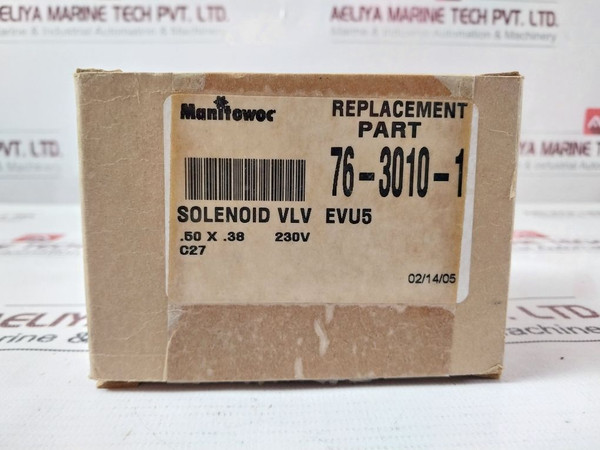 AELIYA MARINE TECH PVT. LTD.
Manitowoc
REPLACEMENT
PART
76-3010-1
SOLENOID VLV EVU5
.50 X .38 230V
C27
02/14/05